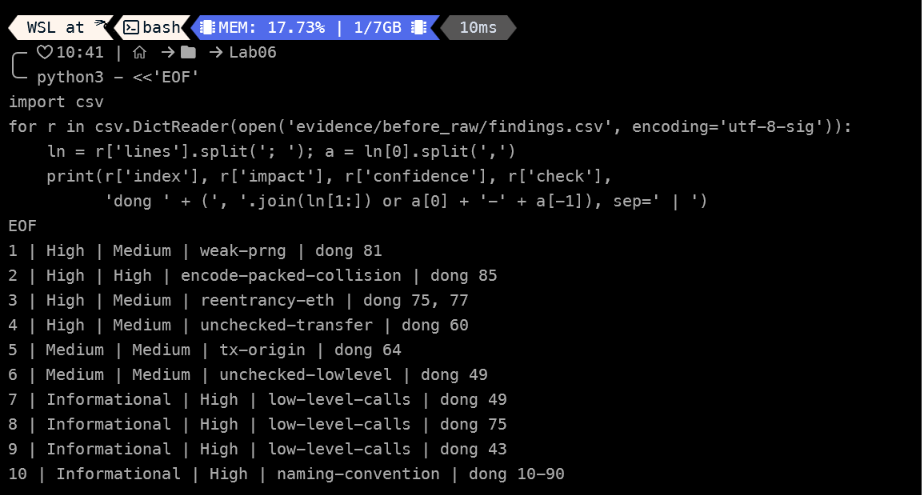 WSL at bash MEM: 17.73% | 1/7GB 10ms
10:41 | → → Lab06
python3 - <<'EOF'
import csv
for r in csv.DictReader(open('evidence/before_raw/findings.csv', encoding='utf-8-sig')):
    ln = r['lines'].split('; '); a = ln[0].split(',')
    print(r['index'], r['impact'], r['confidence'], r['check'],
          'dong ' + (', '.join(ln[1:]) or a[0] + '-' + a[-1]), sep=' | ')
EOF
1 | High | Medium | weak-prng | dong 81
2 | High | High | encode-packed-collision | dong 85
3 | High | Medium | reentrancy-eth | dong 75, 77
4 | High | Medium | unchecked-transfer | dong 60
5 | Medium | Medium | tx-origin | dong 64
6 | Medium | Medium | unchecked-lowlevel | dong 49
7 | Informational | High | low-level-calls | dong 49
8 | Informational | High | low-level-calls | dong 75
9 | Informational | High | low-level-calls | dong 43
10 | Informational | High | naming-convention | dong 10-90